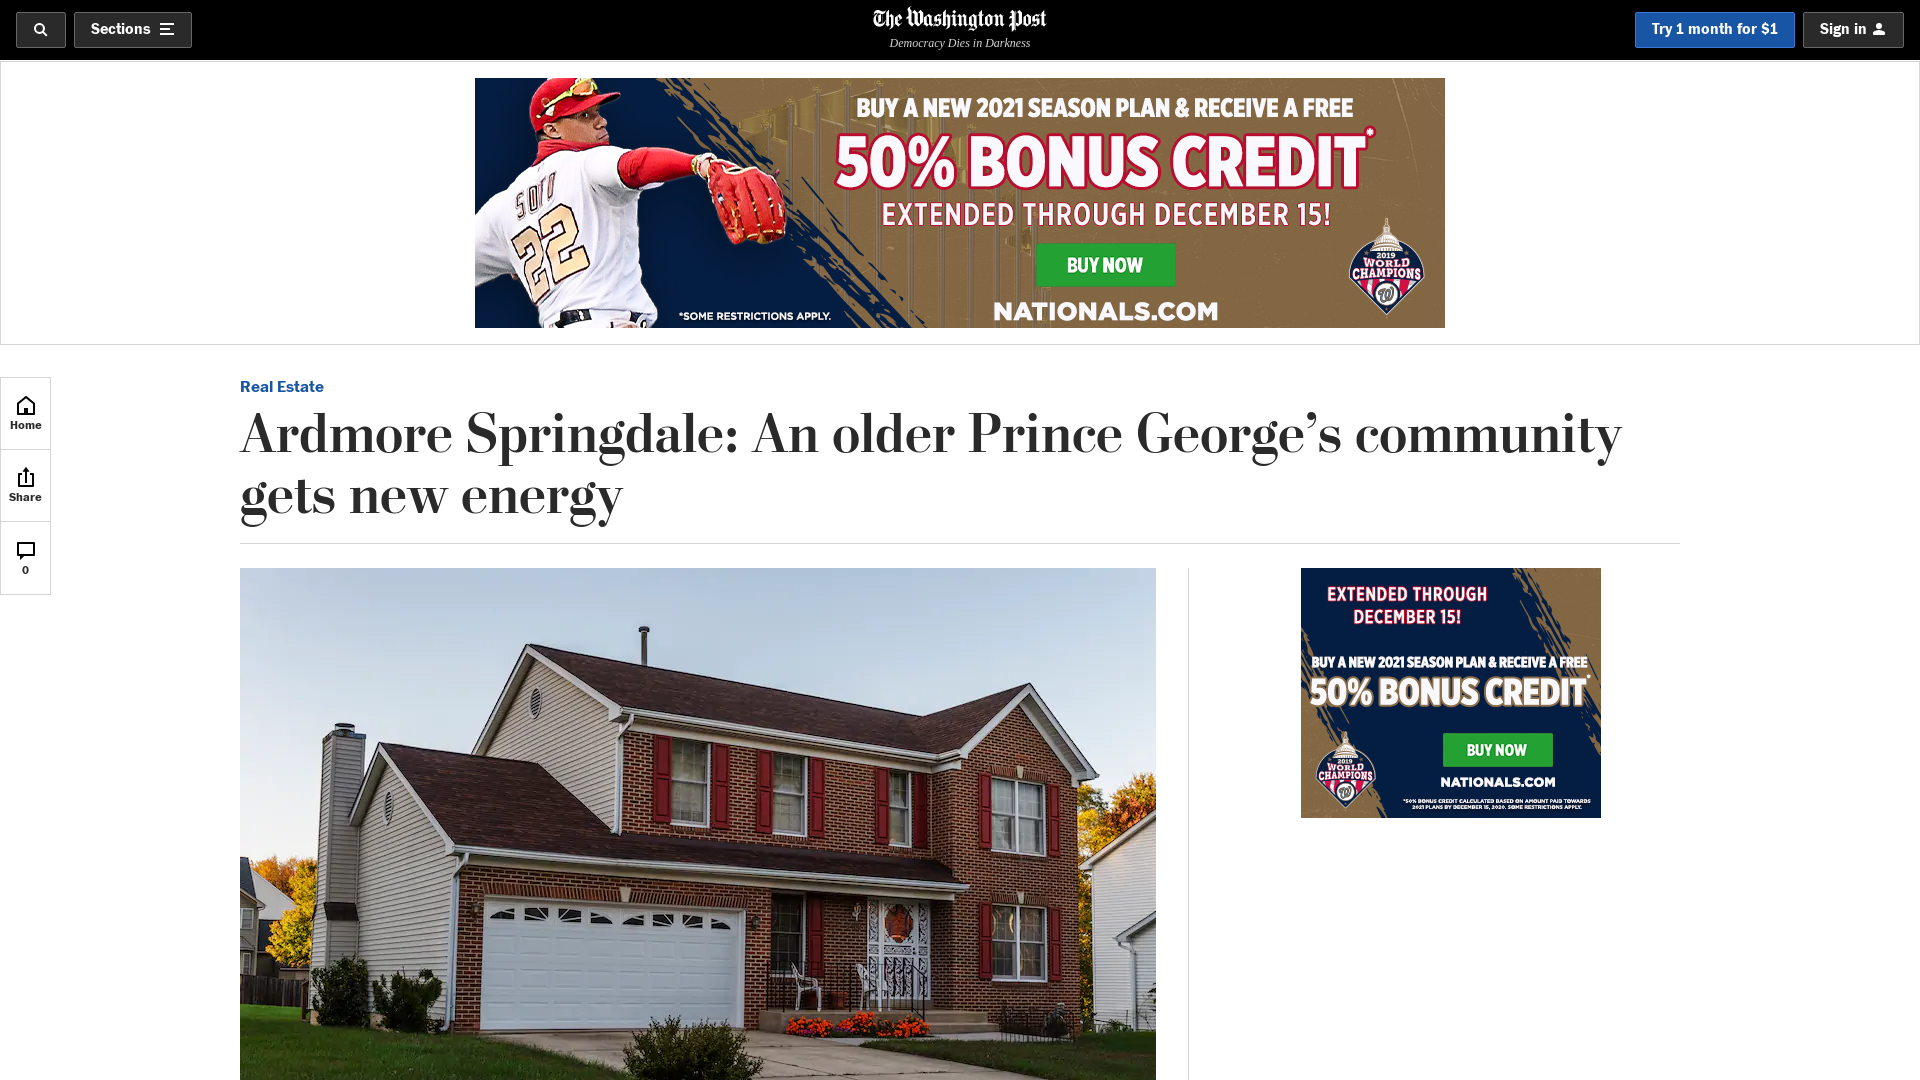 Sections
The Washington Post
Democracy Dies in Darkness
Try 1 month for $1
Sign in
BUY A NEW 2021 SEASON PLAN & RECEIVE A FREE
50% BONUS CREDIT*
EXTENDED THROUGH DECEMBER 15!
BUY NOW
NATIONALS.COM
*SOME RESTRICTIONS APPLY.
22
2019
WORLD
CHAMPIONS
W
Home
Share
0
Real Estate
Ardmore Springdale: An older Prince George’s community
gets new energy
EXTENDED THROUGH
DECEMBER 15!
BUY A NEW 2021 SEASON PLAN & RECEIVE A FREE
50% BONUS CREDIT*
BUY NOW
NATIONALS.COM
2019
WORLD
CHAMPIONS
W
*50% BONUS CREDIT CALCULATED BASED ON AMOUNT PAID TOWARDS
2021 PLANS BY DECEMBER 15, 2020. SOME RESTRICTIONS APPLY.